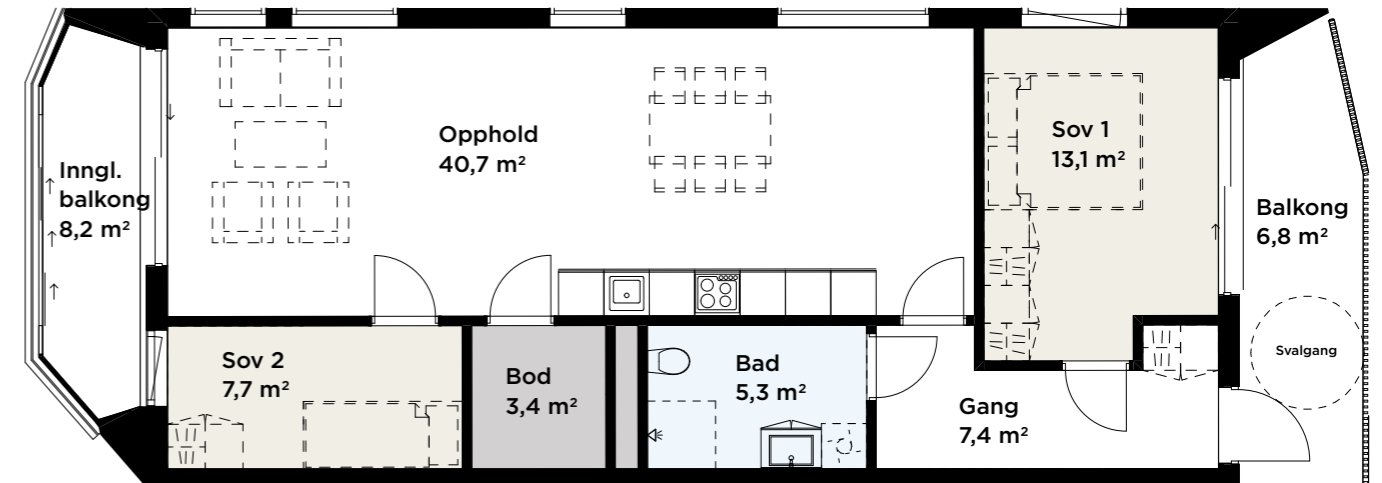 Inngl.
balkong
8,2 m²
Opphold
40,7 m²
Sov 1
13,1 m²
Balkong
6,8 m²
Svalgang
Sov 2
7,7 m²
Bod
3,4 m²
Bad
5,3 m²
Gang
7,4 m²